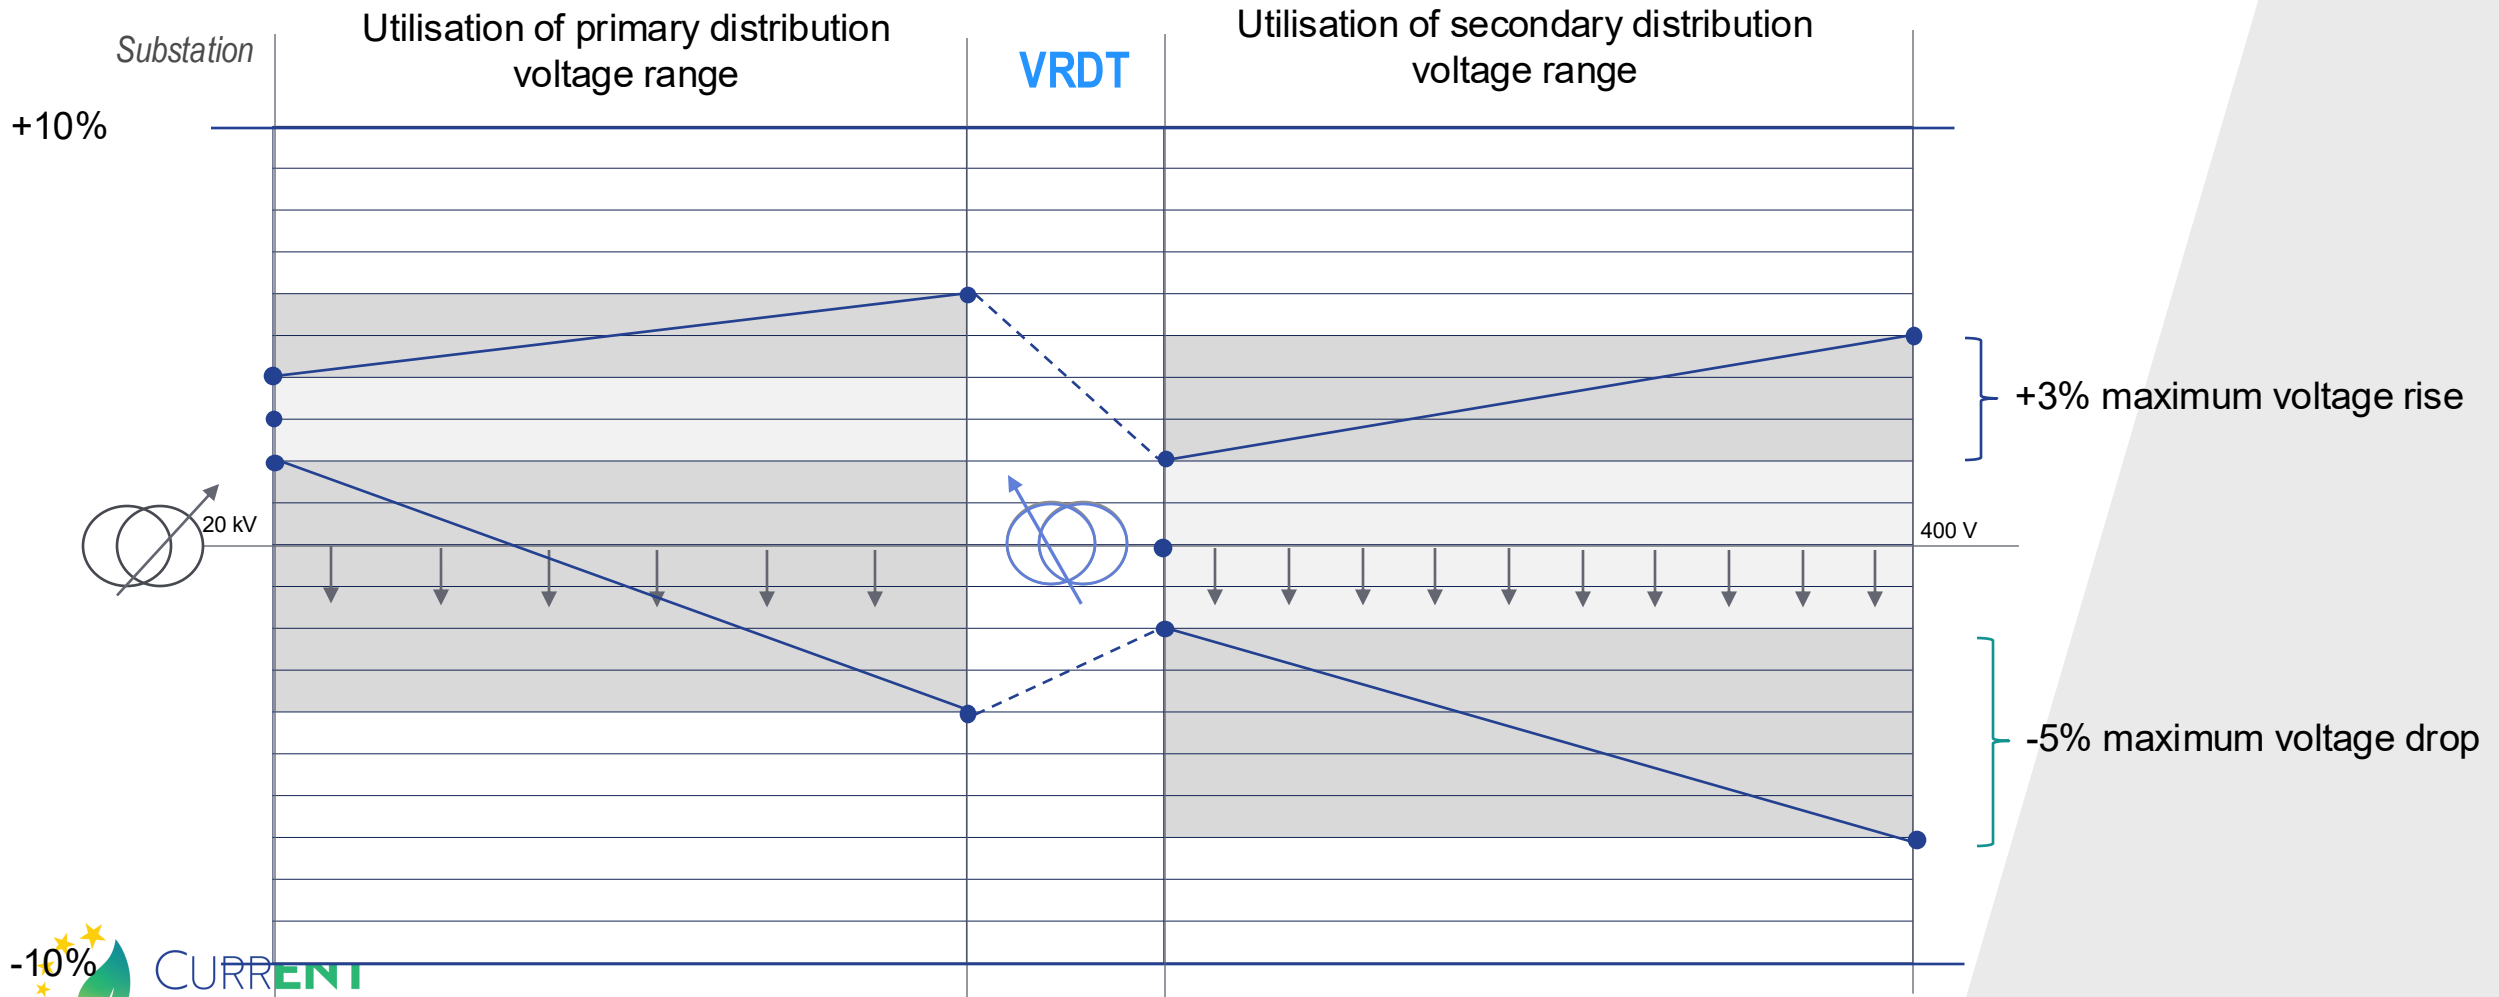 Substation
Utilisation of primary distribution
voltage range
VRDT
Utilisation of secondary distribution
voltage range
+10%
+3% maximum voltage rise
20 kV
400 V
-5% maximum voltage drop
-10%
CURRENT